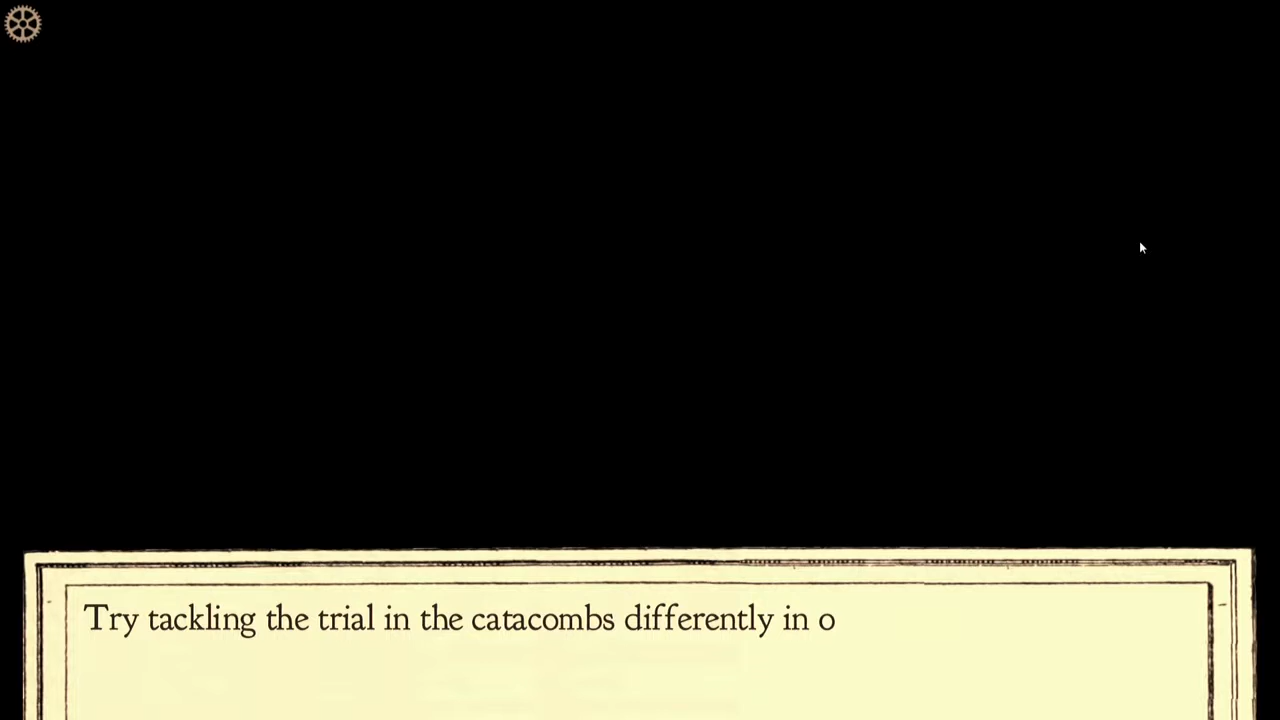 Try tackling the trial in the catacombs differently in o